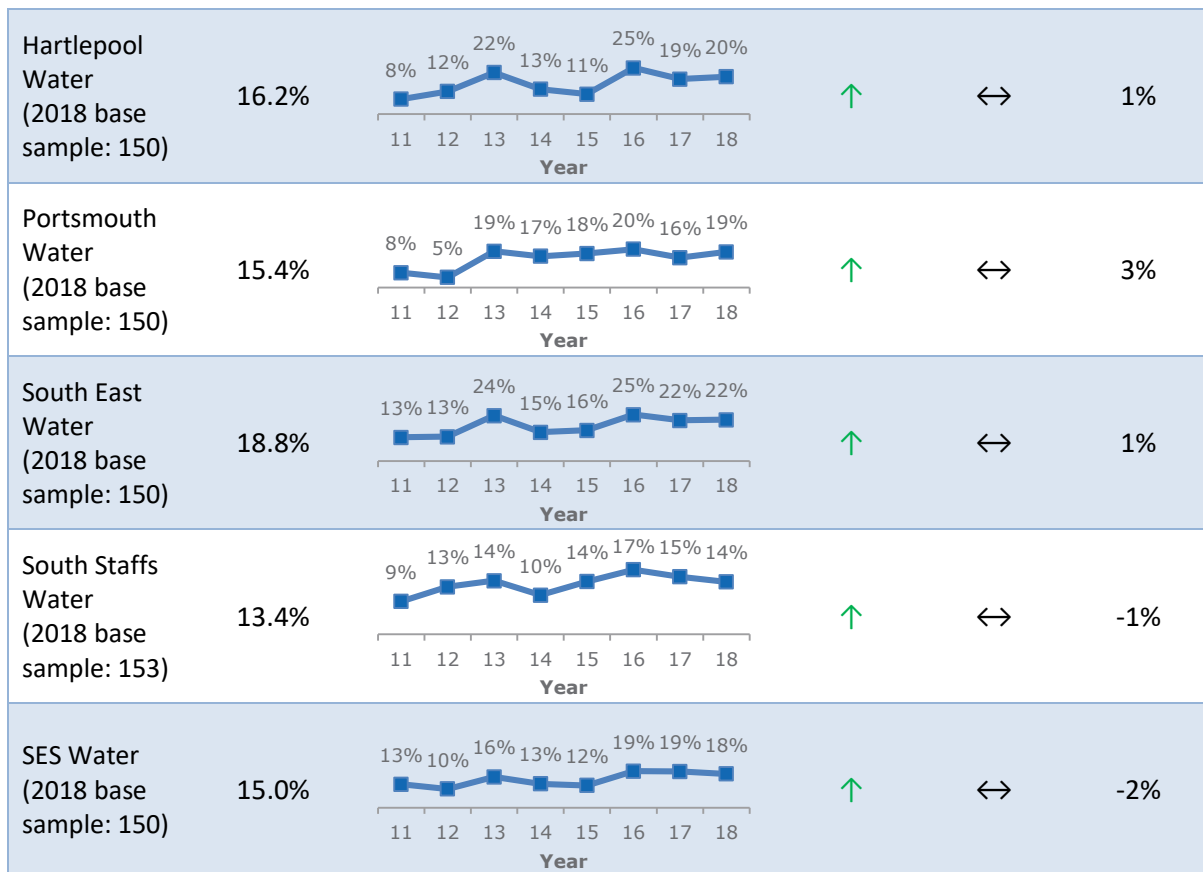 Hartlepool
Water
(2018 base
sample: 150)
16.2%
8% 12% 22% 13% 11% 25% 19% 20%
11 12 13 14 15 16 17 18
Year
↑ ↔ 1%
Portsmouth
Water
(2018 base
sample: 150)
15.4%
8% 5% 19% 17% 18% 20% 16% 19%
11 12 13 14 15 16 17 18
Year
↑ ↔ 3%
South East
Water
(2018 base
sample: 150)
18.8%
13% 13% 24% 15% 16% 25% 22% 22%
11 12 13 14 15 16 17 18
Year
↑ ↔ 1%
South Staffs
Water
(2018 base
sample: 153)
13.4%
9% 13% 14% 10% 14% 17% 15% 14%
11 12 13 14 15 16 17 18
Year
↑ ↔ -1%
SES Water
(2018 base
sample: 150)
15.0%
13% 10% 16% 13% 12% 19% 19% 18%
11 12 13 14 15 16 17 18
Year
↑ ↔ -2%